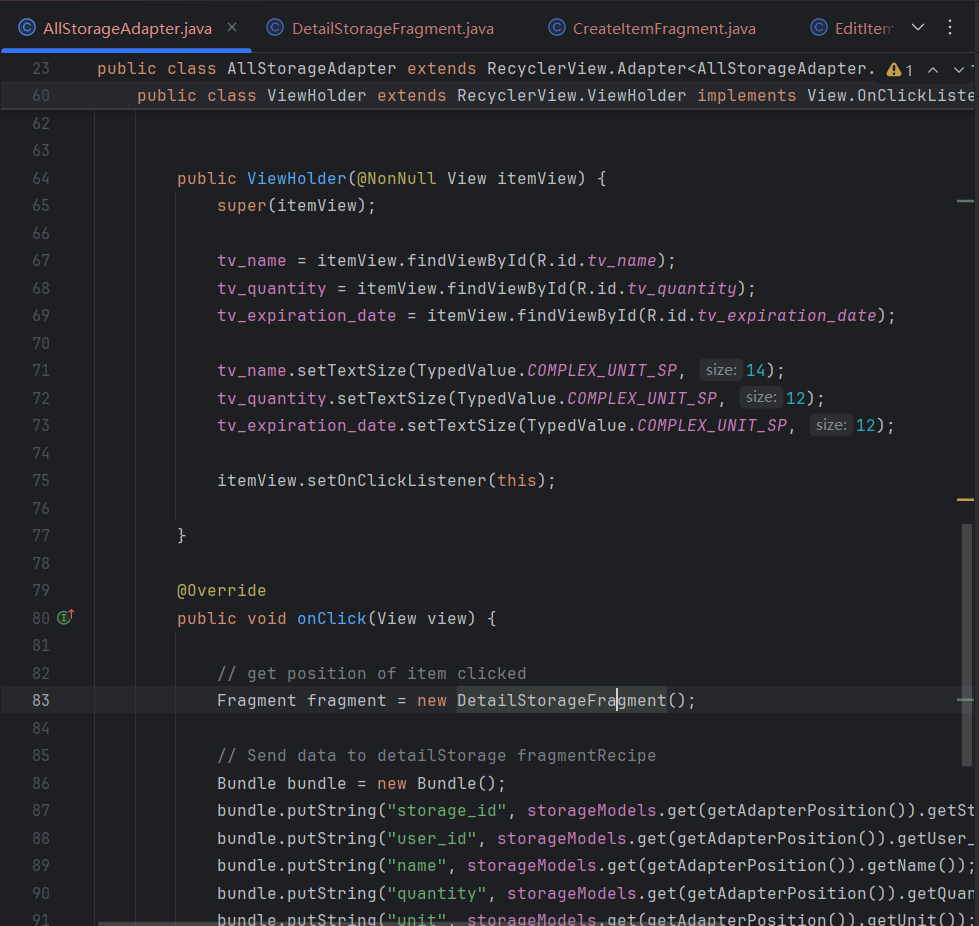 AllStorageAdapter.java DetailStorageFragment.java CreateItemFragment.java EditItem
23 public class AllStorageAdapter extends RecyclerView.Adapter<AllStorageAdapter. 1
60 public class ViewHolder extends RecyclerView.ViewHolder implements View.OnClickListe
62
63
64 public ViewHolder(@NonNull View itemView) {
65 super(itemView);
66
67 tv_name = itemView.findViewById(R.id.tv_name);
68 tv_quantity = itemView.findViewById(R.id.tv_quantity);
69 tv_expiration_date = itemView.findViewById(R.id.tv_expiration_date);
70
71 tv_name.setTextSize(TypedValue.COMPLEX_UNIT_SP, size: 14);
72 tv_quantity.setTextSize(TypedValue.COMPLEX_UNIT_SP, size: 12);
73 tv_expiration_date.setTextSize(TypedValue.COMPLEX_UNIT_SP, size: 12);
74
75 itemView.setOnClickListener(this);
76
77 }
78
79 @Override
80 public void onClick(View view) {
81
82 // get position of item clicked
83 Fragment fragment = new DetailStorageFragment();
84
85 // Send data to detailStorage fragmentRecipe
86 Bundle bundle = new Bundle();
87 bundle.putString("storage_id", storageModels.get(getAdapterPosition()).getSt
88 bundle.putString("user_id", storageModels.get(getAdapterPosition()).getUser_
89 bundle.putString("name", storageModels.get(getAdapterPosition()).getName());
90 bundle.putString("quantity", storageModels.get(getAdapterPosition()).getQuan
91 bundle.putString("unit", storageModels.get(getAdapterPosition()).getUnit());